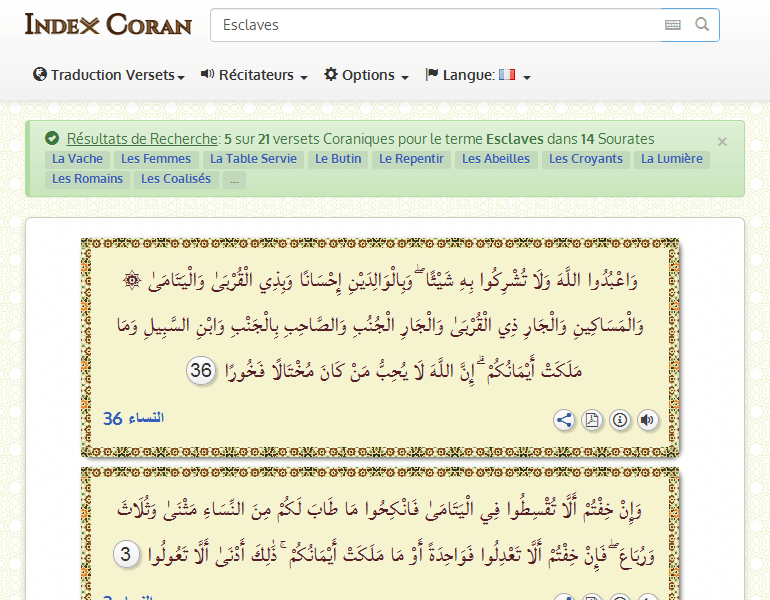 INDEX CORAN
Esclaves
Traduction Versets Récitateurs Options Langue:
Résultats de Recherche: 5 sur 21 versets Coraniques pour le terme Esclaves dans 14 Sourates ×
La Vache Les Femmes La Table Servie Le Butin Le Repentir Les Abeilles Les Croyants La Lumière
Les Romains Les Coalisés ...
وَاعْبُدُوا اللَّهَ وَلَا تُشْرِكُوا بِهِ شَيْئًا ۖ وَبِالْوَالِدَيْنِ إِحْسَانًا وَبِذِي الْقُرْبَىٰ وَالْيَتَامَىٰ ۞
وَالْمَسَاكِينِ وَالْجَارِ ذِي الْقُرْبَىٰ وَالْجَارِ الْجُنُبِ وَالصَّاحِبِ بِالْجَنْبِ وَابْنِ السَّبِيلِ وَمَا
مَلَكَتْ أَيْمَانُكُمْ ۗ إِنَّ اللَّهَ لَا يُحِبُّ مَنْ كَانَ مُخْتَالًا فَخُورًا 36
النساء 36
وَإِنْ خِفْتُمْ أَلَّا تُقْسِطُوا فِي الْيَتَامَىٰ فَانْكِحُوا مَا طَابَ لَكُمْ مِنَ النِّسَاءِ مَثْنَىٰ وَثُلَاثَ
وَرُبَاعَ ۖ فَإِنْ خِفْتُمْ أَلَّا تَعْدِلُوا فَوَاحِدَةً أَوْ مَا مَلَكَتْ أَيْمَانُكُمْ ۚ ذَٰلِكَ أَدْنَىٰ أَلَّا تَعُولُوا 3